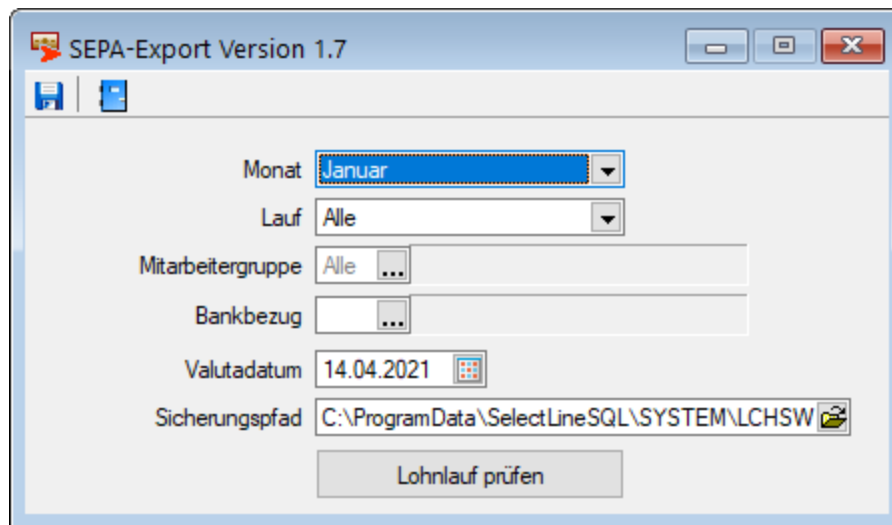 SEPA-Export Version 1.7
Monat Januar
Lauf Alle
Mitarbeitergruppe Alle ...
Bankbezug ...
Valutadatum 14.04.2021
Sicherungspfad C:\ProgramData\SelectLineSQL\SYSTEM\LCHSW
Lohnlauf prüfen